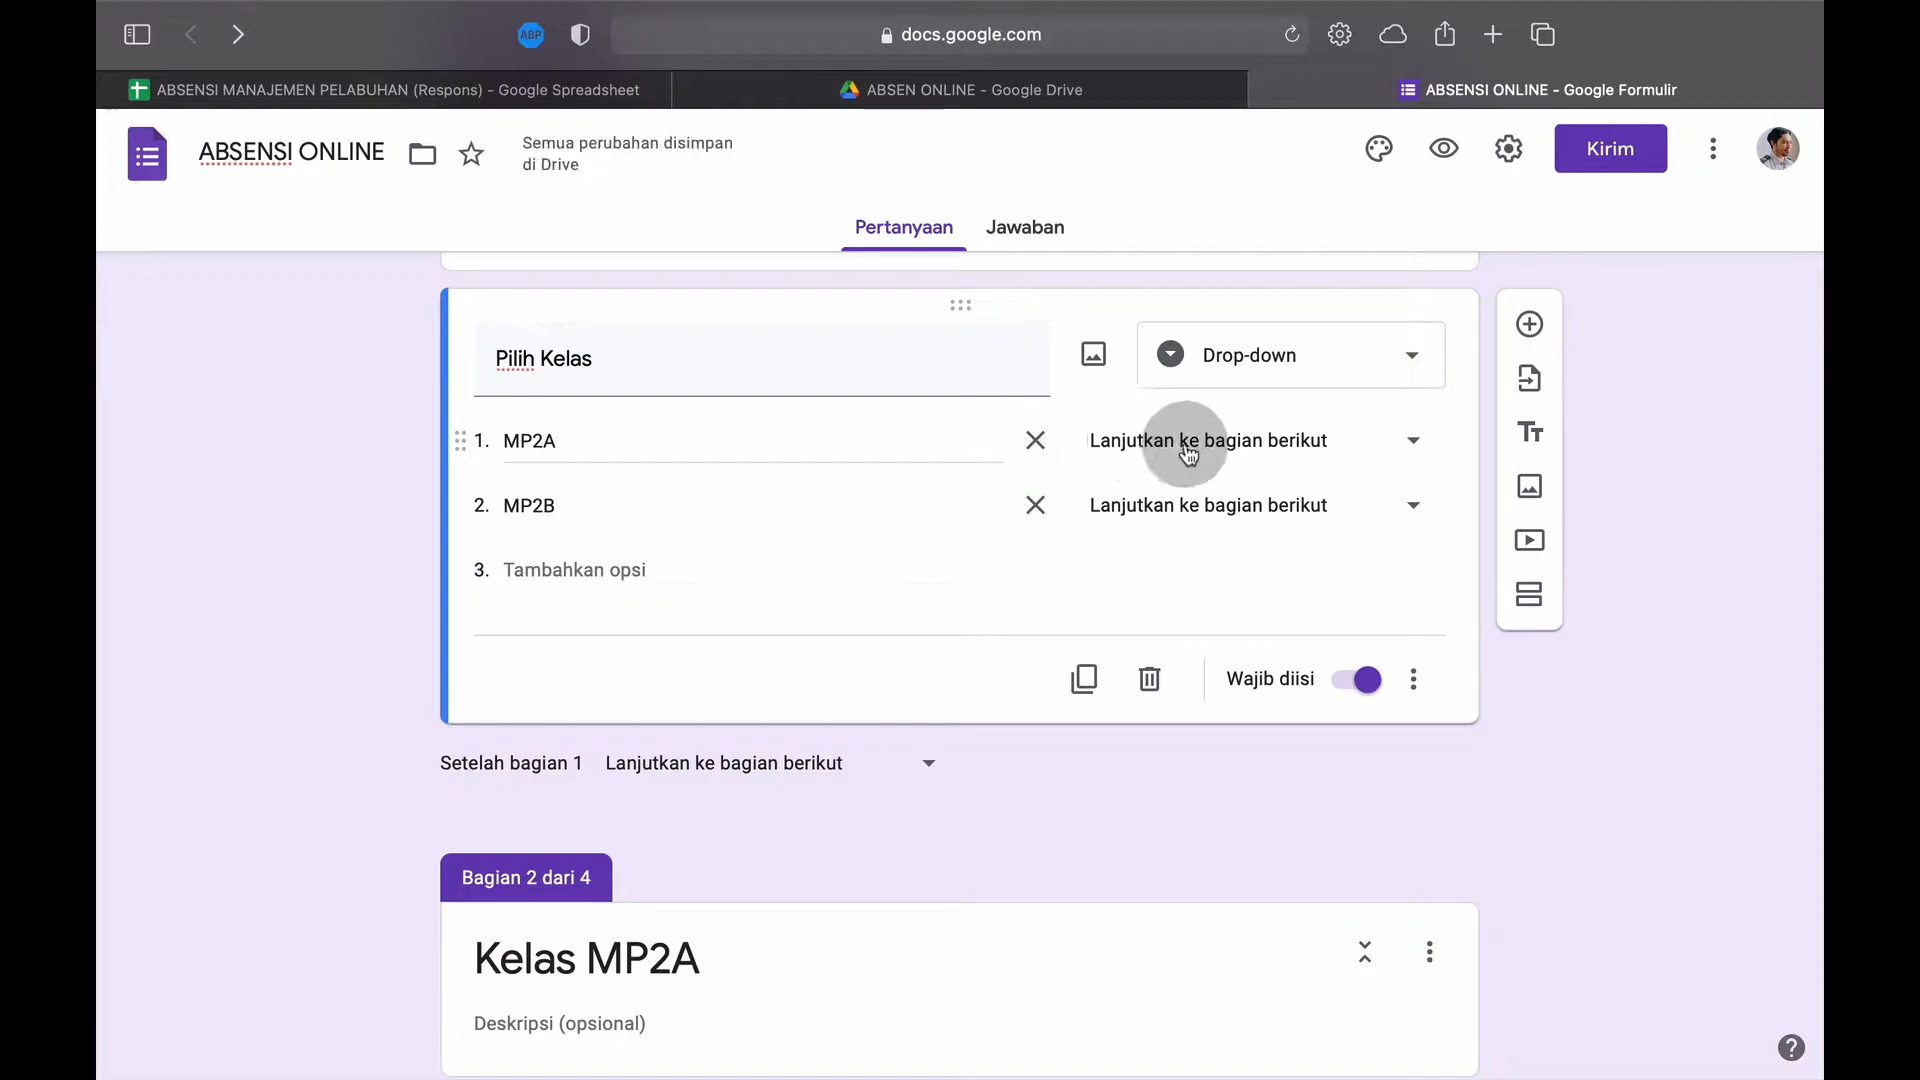 ABP
docs.google.com
ABSENSI MANAJEMEN PELABUHAN (Respons) - Google Spreadsheet
ABSEN ONLINE - Google Drive
ABSENSI ONLINE - Google Formulir
ABSENSI ONLINE
Semua perubahan disimpan
di Drive
Kirim
Pertanyaan
Jawaban
Pilih Kelas
Drop-down
1. MP2A
Lanjutkan ke bagian berikut
2. MP2B
Lanjutkan ke bagian berikut
3. Tambahkan opsi
Wajib diisi
Setelah bagian 1 Lanjutkan ke bagian berikut
Bagian 2 dari 4
Kelas MP2A
Deskripsi (opsional)